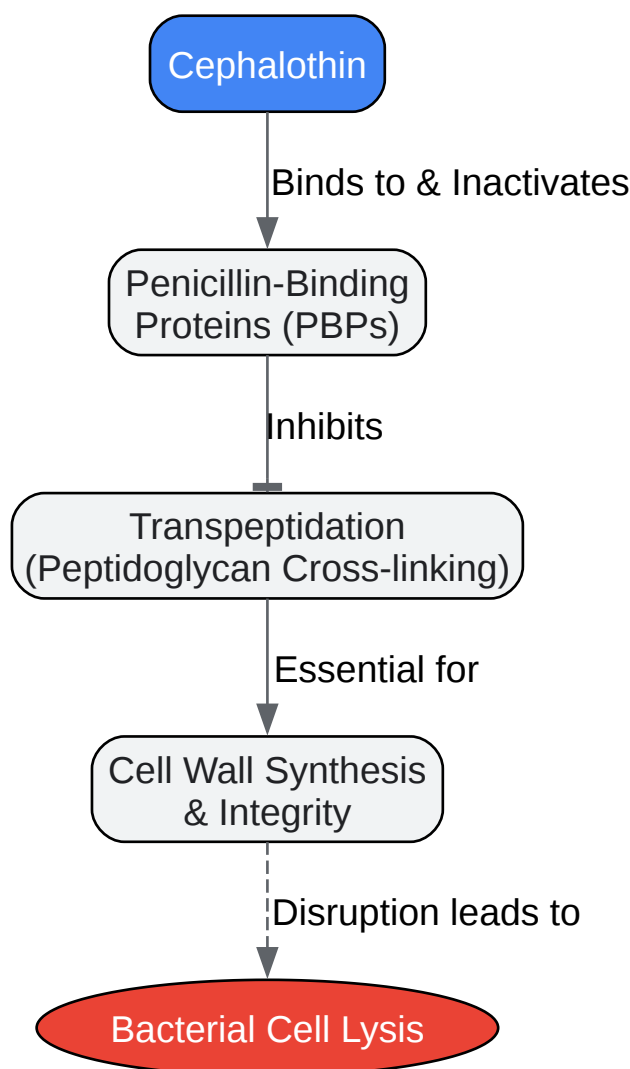 Cephalothin
Binds to & Inactivates
Penicillin-Binding
Proteins (PBPs)
Inhibits
Transpeptidation
(Peptidoglycan Cross-linking)
Essential for
Cell Wall Synthesis
& Integrity
Disruption leads to
Bacterial Cell Lysis